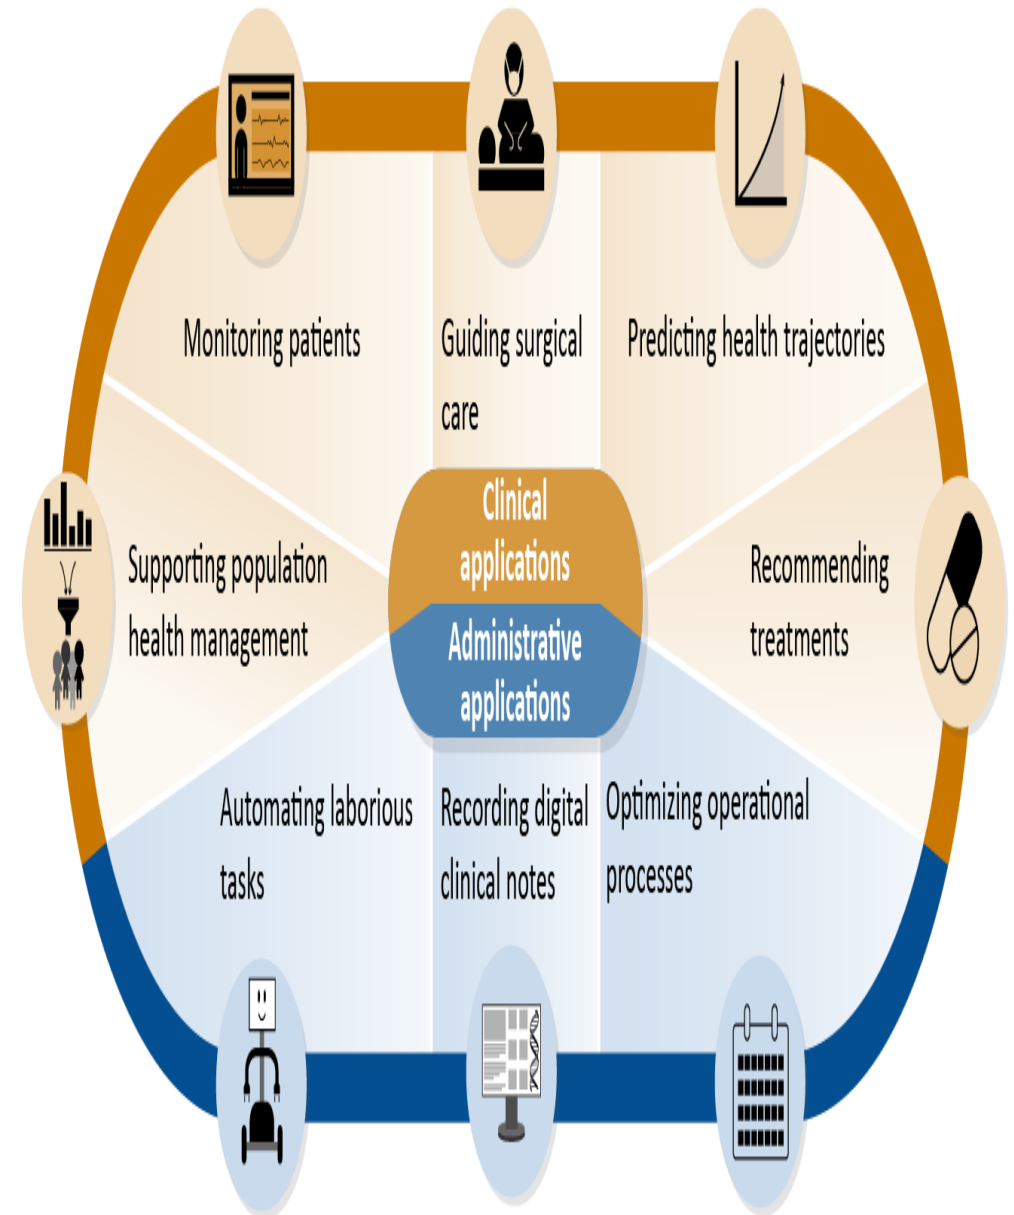 Monitoring patients
Guiding surgical
care
Predicting health trajectories
Supporting population
health management
Clinical
applications
Administrative
applications
Recommending
treatments
Automating laborious
tasks
Recording digital
clinical notes
Optimizing operational
processes